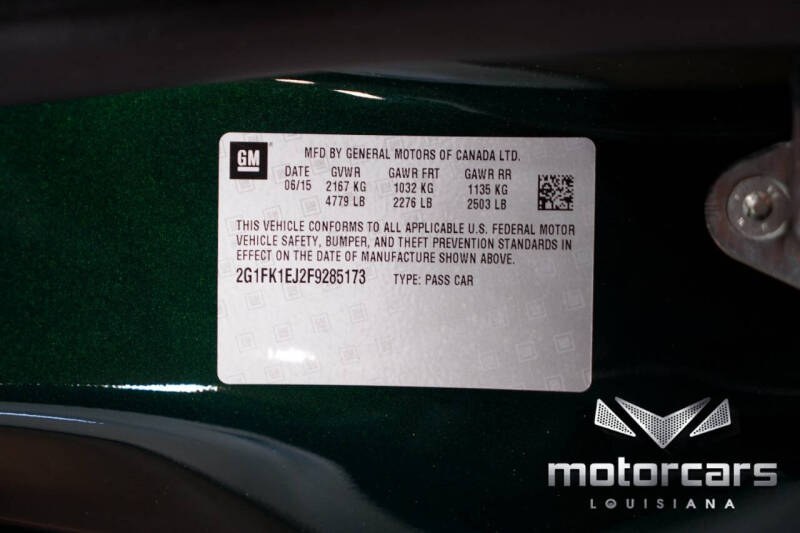 GM
MFD BY GENERAL MOTORS OF CANADA LTD.
DATE GVWR GAWR FRT GAWR RR
06/15 2167 KG 1032 KG 1135 KG
4779 LB 2276 LB 2503 LB
THIS VEHICLE CONFORMS TO ALL APPLICABLE U.S. FEDERAL MOTOR
VEHICLE SAFETY, BUMPER, AND THEFT PREVENTION STANDARDS IN
EFFECT ON THE DATE OF MANUFACTURE SHOWN ABOVE.
2G1FK1EJ2F9285173 TYPE: PASS CAR
motorcars
LOUISIANA